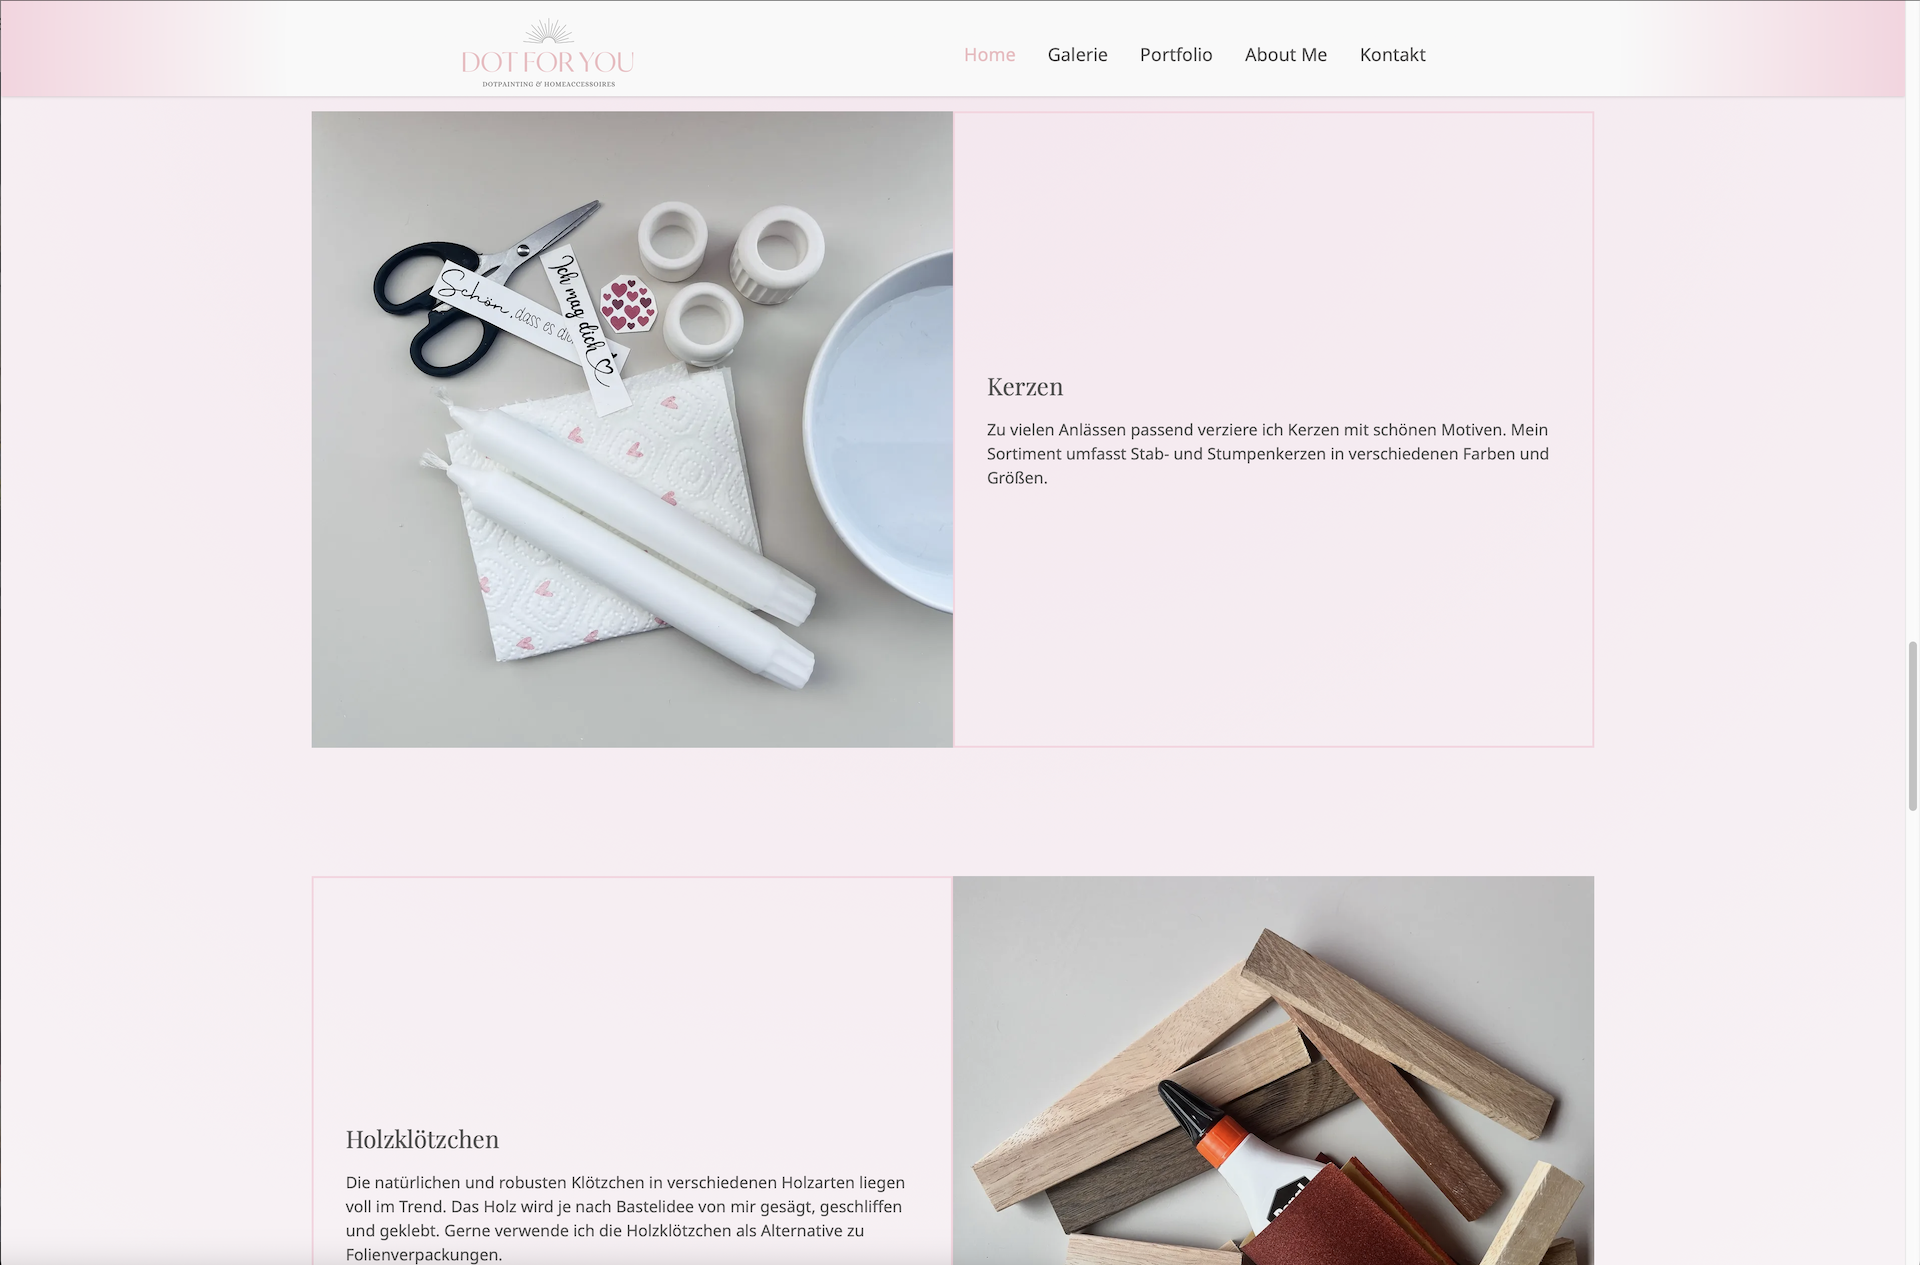 DOT FOR YOU
DOTPAINTING & HOMEACCESSOIRES
Home Galerie Portfolio About Me Kontakt
Schön, dass es dich
Ich mag dich
Kerzen
Zu vielen Anlässen passend verziere ich Kerzen mit schönen Motiven. Mein
Sortiment umfasst Stab- und Stumpenkerzen in verschiedenen Farben und
Größen.
Holzklötzchen
Die natürlichen und robusten Klötzchen in verschiedenen Holzarten liegen
voll im Trend. Das Holz wird je nach Bastelidee von mir gesägt, geschliffen
und geklebt. Gerne verwende ich die Holzklötzchen als Alternative zu
Folienverpackungen.